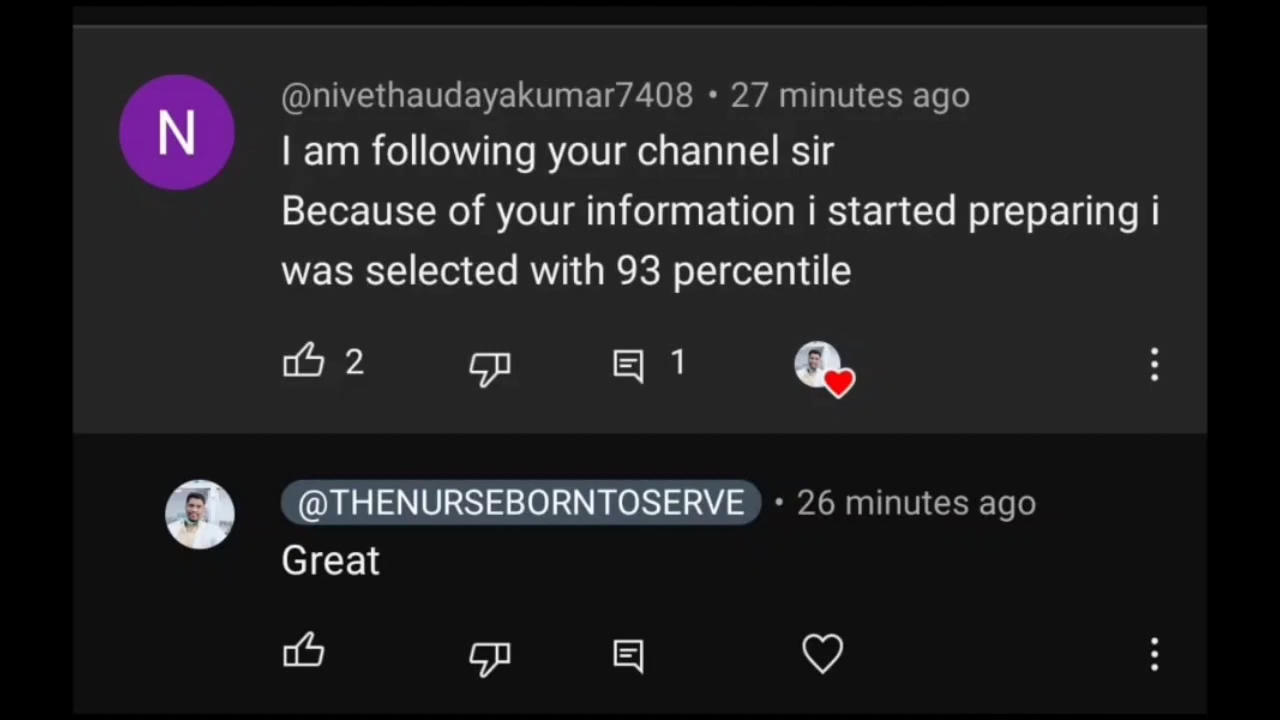 N
@nivethaudayakumar7408 • 27 minutes ago
I am following your channel sir
Because of your information i started preparing i
was selected with 93 percentile
2
1
@THENURSEBORNTOSERVE • 26 minutes ago
Great